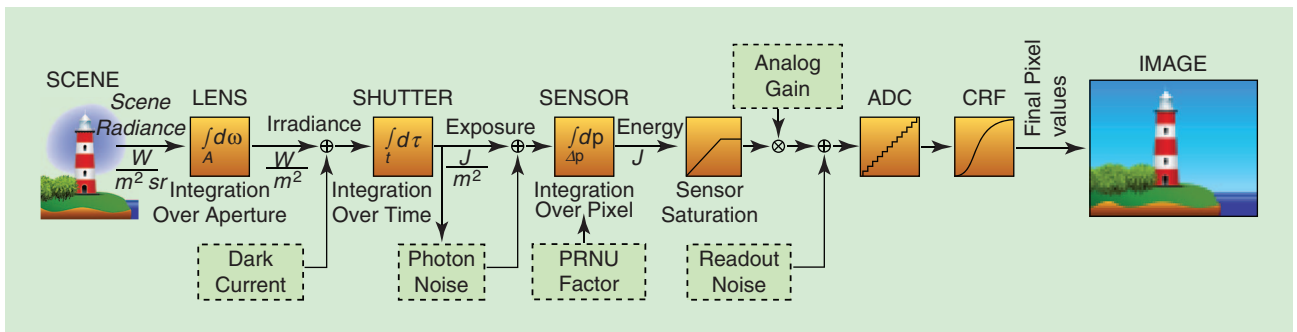 SCENE
Scene
Radiance
W
m² sr
LENS
∫dω
A
Integration
Over Aperture
Irradiance
W
m²
⊕
Dark
Current
SHUTTER
∫dτ
t
Integration
Over Time
Exposure
J
m²
Photon
Noise
⊕
SENSOR
∫dp
Δp
Integration
Over Pixel
PRNU
Factor
Energy
J
Sensor
Saturation
Analog
Gain
⊗
⊕
Readout
Noise
ADC
CRF
Final Pixel
values
IMAGE